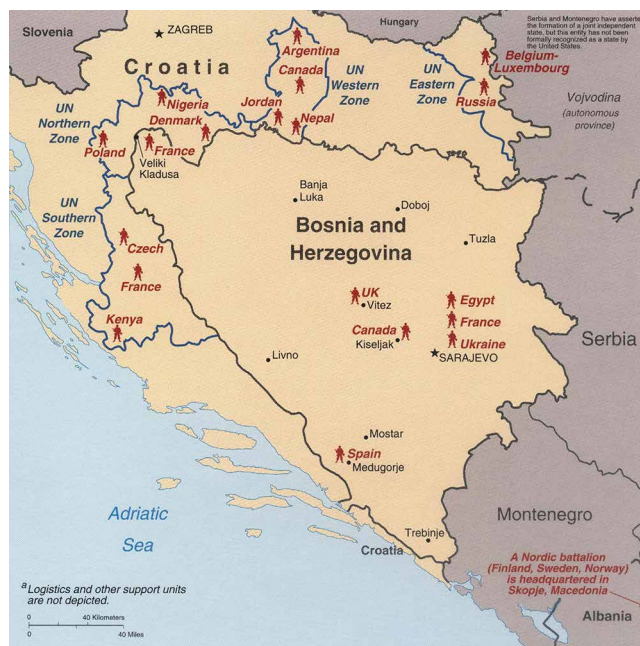 Serbia and Montenegro have asserted
the formation of a joint independent
state, but this entity has not been
formally recognized as a state by
the United States.
Slovenia
ZAGREB
Hungary
Croatia
Argentina
Canada
UN
Western
Zone
UN
Eastern
Zone
Belgium-
Luxembourg
Russia
Vojvodina
(autonomous
province)
UN
Northern
Zone
Nigeria
Denmark
Jordan
Nepal
Poland
France
Veliki
Kladusa
UN
Southern
Zone
Banja
Luka
Doboj
Bosnia and
Herzegovina
Tuzla
Czech
France
Kenya
UK
Vitez
Egypt
France
Ukraine
Canada
Kiseljak
SARAJEVO
Serbia
Livno
Mostar
Spain
Medugorje
Adriatic
Sea
Montenegro
Trebinje
Croatia
A Nordic battalion
(Finland, Sweden, Norway)
is headquartered in
Skopje, Macedonia
Albania
a Logistics and other support units
are not depicted.
0 40 Kilometers
0 40 Miles